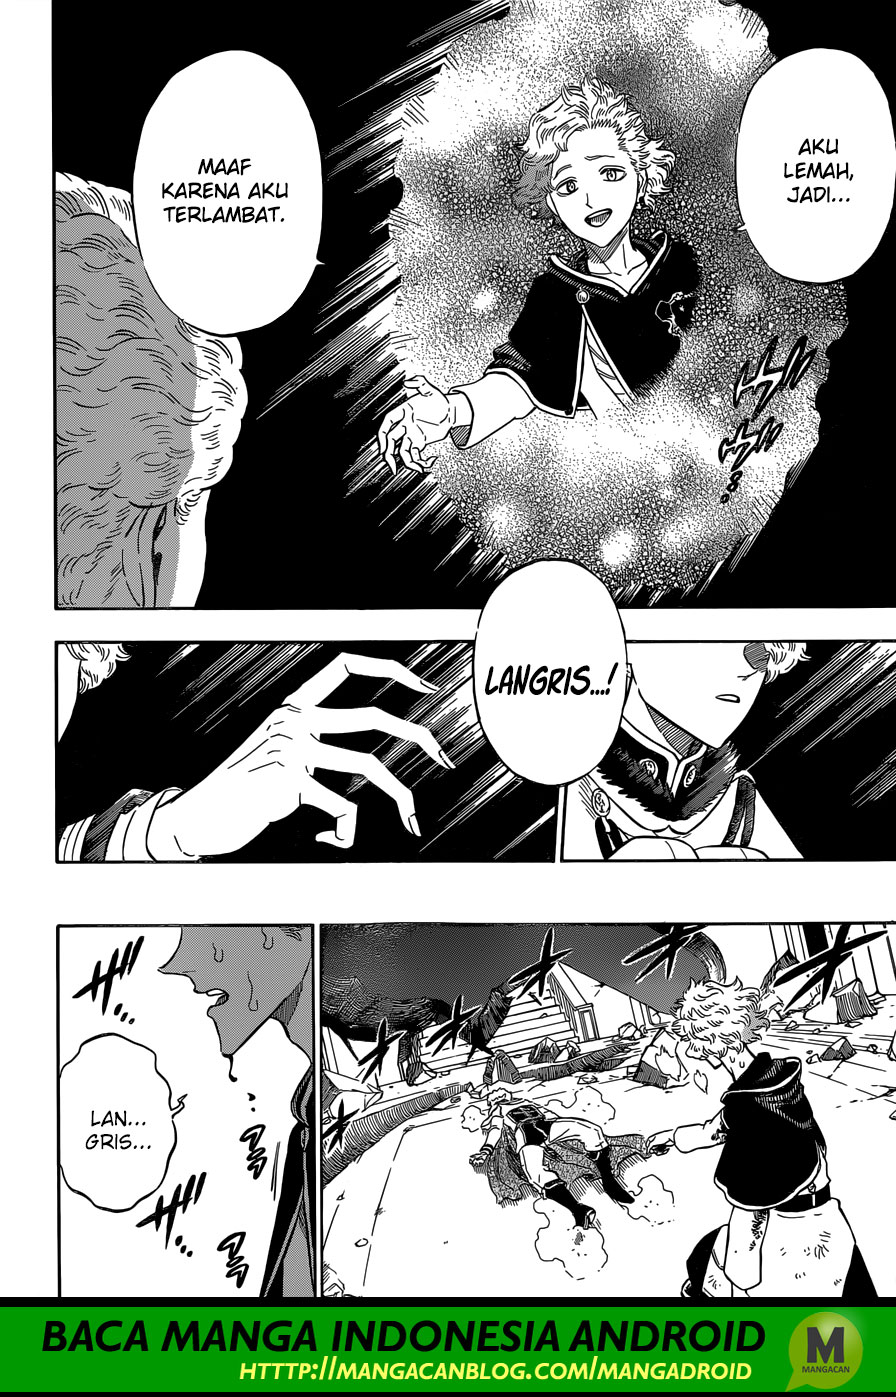 AKU
LEMAH,
JADI...
MAAF
KARENA AKU
TERLAMBAT.
LANGRIS...!
LAN...
GRIS...
BACA MANGA INDONESIA ANDROID
HTTTP://MANGACANBLOG.COM/MANGADROID
M
MANGACAN